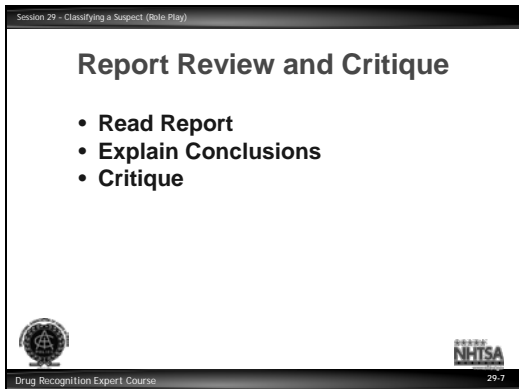 Session 29 - Classifying a Suspect (Role Play)
Report Review and Critique
• Read Report
• Explain Conclusions
• Critique
NHTSA
Drug Recognition Expert Course
29-7